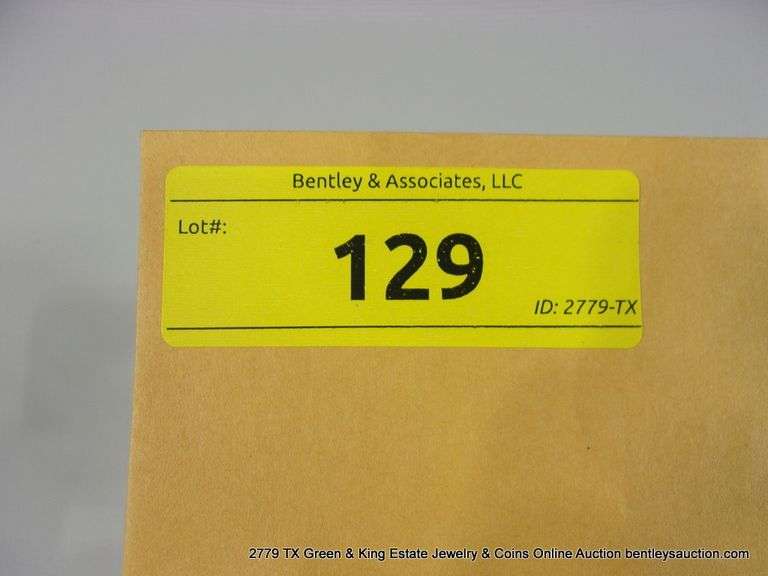 Bentley & Associates, LLC
Lot#:
129
ID: 2779-TX
2779 TX Green & King Estate Jewelry & Coins Online Auction bentleysauction.com